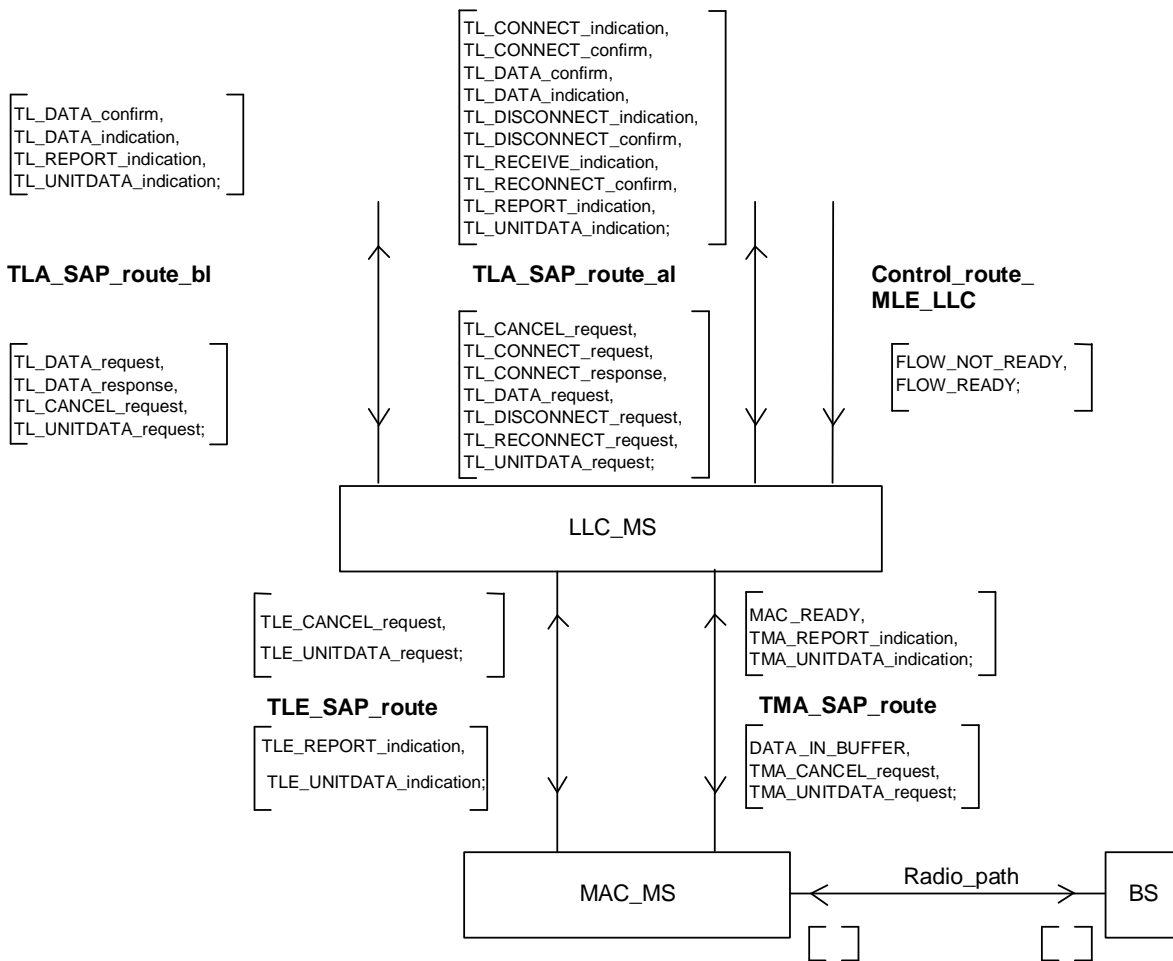 TL_CONNECT_indication,
TL_CONNECT_confirm,
TL_DATA_confirm,
TL_DATA_indication,
TL_DISCONNECT_indication,
TL_DISCONNECT_confirm,
TL_RECEIVE_indication,
TL_RECONNECT_confirm,
TL_REPORT_indication,
TL_UNITDATA_indication;
TL_DATA_confirm,
TL_DATA_indication,
TL_REPORT_indication,
TL_UNITDATA_indication;
TLA_SAP_route_bl
TLA_SAP_route_al
Control_route_
MLE_LLC
TL_DATA_request,
TL_DATA_response,
TL_CANCEL_request,
TL_UNITDATA_request;
TL_CANCEL_request,
TL_CONNECT_request,
TL_CONNECT_response,
TL_DATA_request,
TL_DISCONNECT_request,
TL_RECONNECT_request,
TL_UNITDATA_request;
FLOW_NOT_READY,
FLOW_READY;
LLC_MS
TLE_CANCEL_request,
TLE_UNITDATA_request;
MAC_READY,
TMA_REPORT_indication,
TMA_UNITDATA_indication;
TLE_SAP_route
TMA_SAP_route
TLE_REPORT_indication,
TLE_UNITDATA_indication;
DATA_IN_BUFFER,
TMA_CANCEL_request,
TMA_UNITDATA_request;
MAC_MS
Radio_path
BS